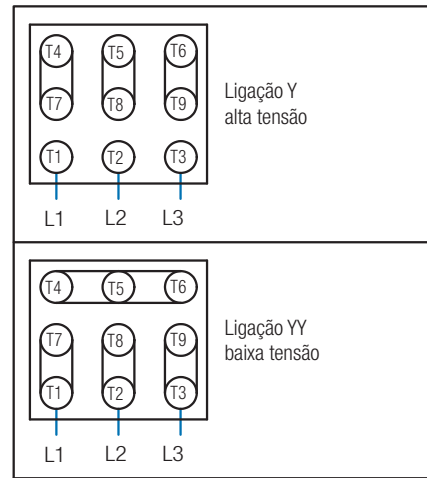 T4 T5 T6
T7 T8 T9
T1 T2 T3
L1 L2 L3
Ligação Y
alta tensão
T4 T5 T6
T7 T8 T9
T1 T2 T3
L1 L2 L3
Ligação YY
baixa tensão